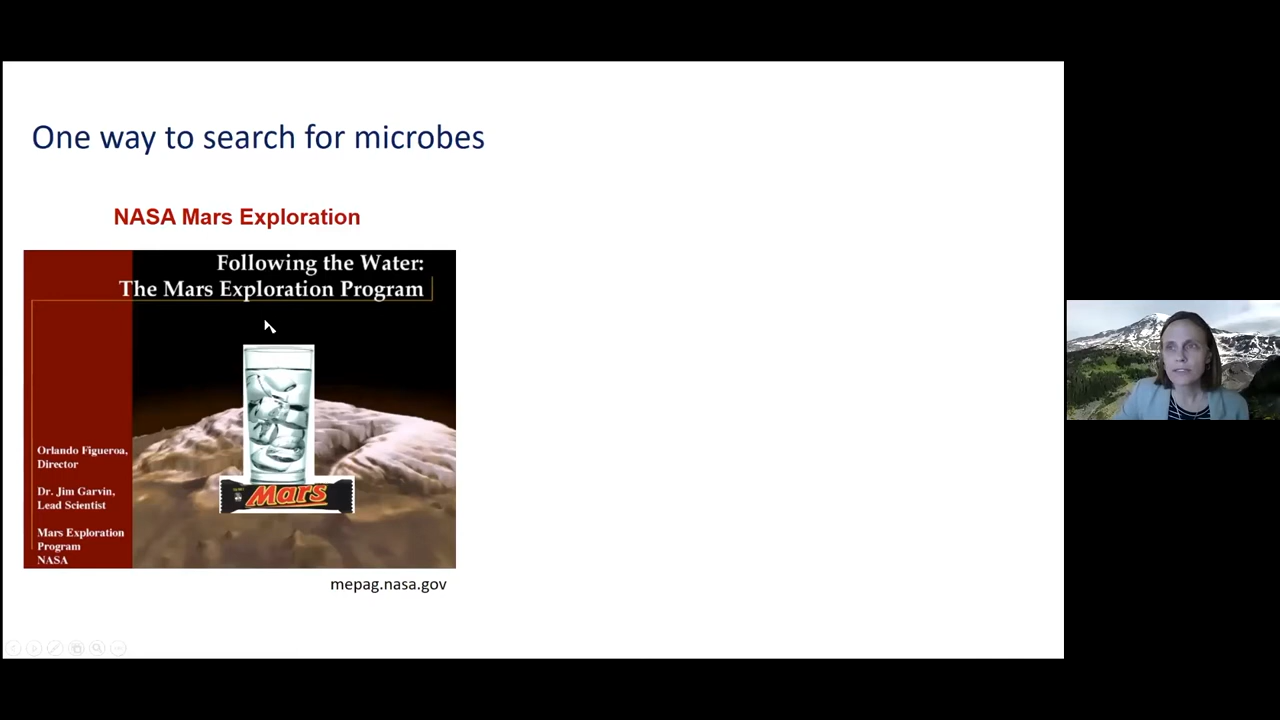 One way to search for microbes
NASA Mars Exploration
Following the Water:
The Mars Exploration Program
Mars
Orlando Figueroa,
Director
Dr. Jim Garvin,
Lead Scientist
Mars Exploration
Program
NASA
mepag.nasa.gov